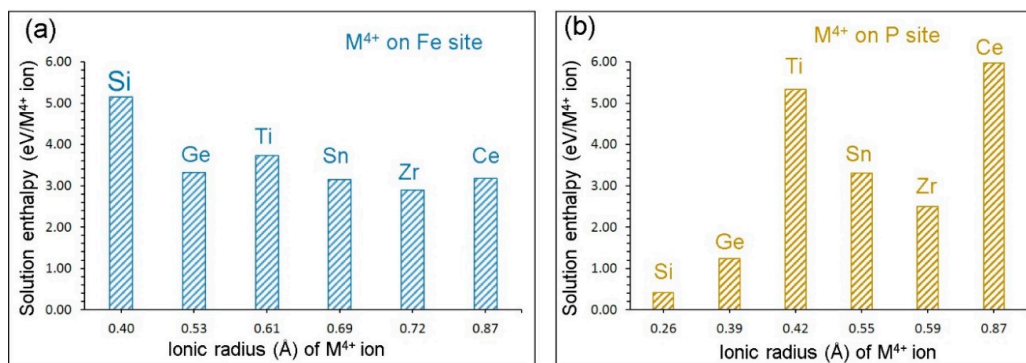 (a)
M⁴⁺ on Fe site
Solution enthalpy (eV/M⁴⁺ ion)
6.00
5.00
4.00
3.00
2.00
1.00
0.00
Si
Ge
Ti
Sn
Zr
Ce
0.40 0.53 0.61 0.69 0.72 0.87
Ionic radius (Å) of M⁴⁺ ion
(b)
M⁴⁺ on P site
Solution enthalpy (eV/M⁴⁺ ion)
6.00
5.00
4.00
3.00
2.00
1.00
0.00
Si
Ge
Ti
Sn
Zr
Ce
0.26 0.39 0.42 0.55 0.59 0.87
Ionic radius (Å) of M⁴⁺ ion